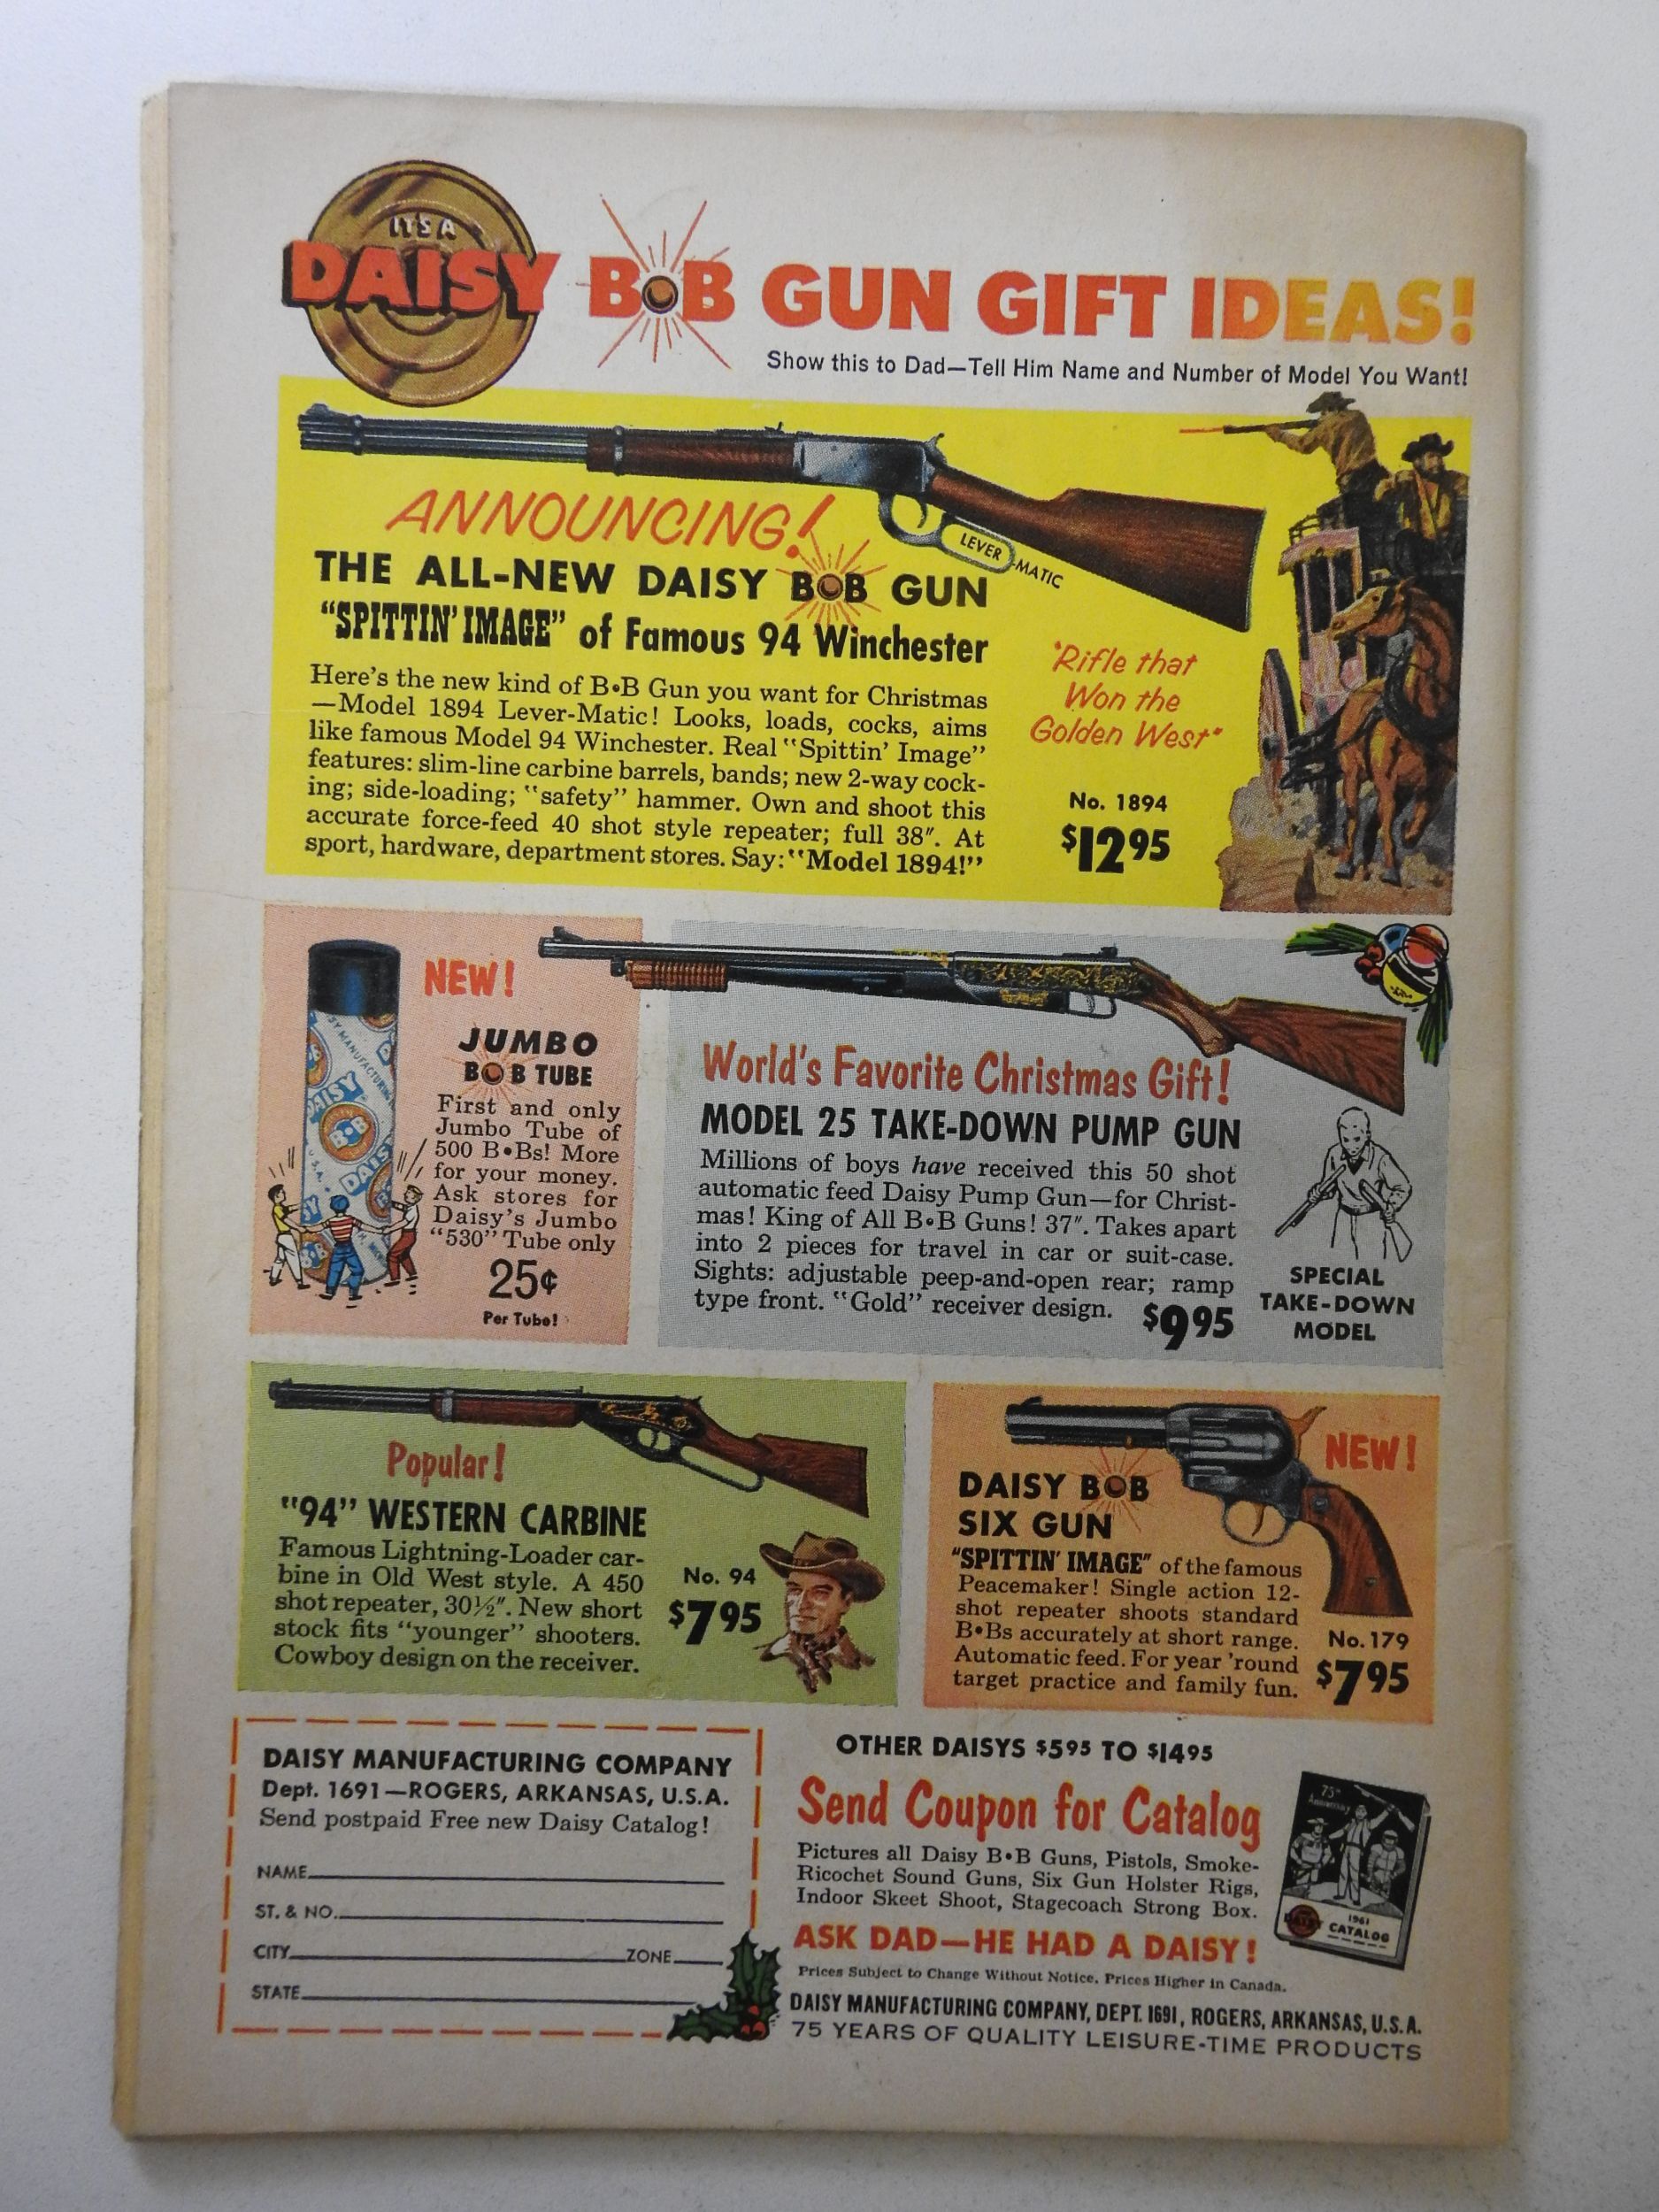 IT'S A
DAISY B•B GUN GIFT IDEAS!
Show this to Dad—Tell Him Name and Number of Model You Want!
ANNOUNCING!
LEVER-MATIC
THE ALL-NEW DAISY B•B GUN
"SPITTIN' IMAGE" of Famous 94 Winchester
Here's the new kind of B•B Gun you want for Christmas
—Model 1894 Lever-Matic! Looks, loads, cocks, aims
like famous Model 94 Winchester. Real "Spittin' Image"
features: slim-line carbine barrels, bands; new 2-way cock-
ing; side-loading; "safety" hammer. Own and shoot this
accurate force-feed 40 shot style repeater; full 38". At
sport, hardware, department stores. Say: "Model 1894!"
"Rifle that
Won the
Golden West"
No. 1894
$12 95
NEW!
JUMBO
B•B TUBE
First and only
Jumbo Tube of
500 B•Bs! More
for your money.
Ask stores for
Daisy's Jumbo
"530" Tube only
25¢
Per Tube!
DAISY
B•B
World's Favorite Christmas Gift!
MODEL 25 TAKE-DOWN PUMP GUN
Millions of boys have received this 50 shot
automatic feed Daisy Pump Gun—for Christ-
mas! King of All B•B Guns! 37". Takes apart
into 2 pieces for travel in car or suit-case.
Sights: adjustable peep-and-open rear; ramp
type front. "Gold" receiver design.
$9 95
SPECIAL
TAKE-DOWN
MODEL
Popular!
"94" WESTERN CARBINE
Famous Lightning-Loader car-
bine in Old West style. A 450
shot repeater, 30½". New short
stock fits "younger" shooters.
Cowboy design on the receiver.
No. 94
$7 95
NEW!
DAISY B•B
SIX GUN
"SPITTIN' IMAGE" of the famous
Peacemaker! Single action 12-
shot repeater shoots standard
B•Bs accurately at short range.
Automatic feed. For year 'round
target practice and family fun.
No. 179
$7 95
DAISY MANUFACTURING COMPANY
Dept. 1691—ROGERS, ARKANSAS, U.S.A.
Send postpaid Free new Daisy Catalog!
NAME
ST. & NO.
CITY ZONE
STATE
OTHER DAISYS $5 95 TO $14 95
Send Coupon for Catalog
Pictures all Daisy B•B Guns, Pistols, Smoke-
Ricochet Sound Guns, Six Gun Holster Rigs,
Indoor Skeet Shoot, Stagecoach Strong Box.
ASK DAD—HE HAD A DAISY!
Prices Subject to Change Without Notice. Prices Higher in Canada.
DAISY MANUFACTURING COMPANY, DEPT. 1691, ROGERS, ARKANSAS, U.S.A.
75 YEARS OF QUALITY LEISURE-TIME PRODUCTS
75th
Anniversary
1961
CATALOG